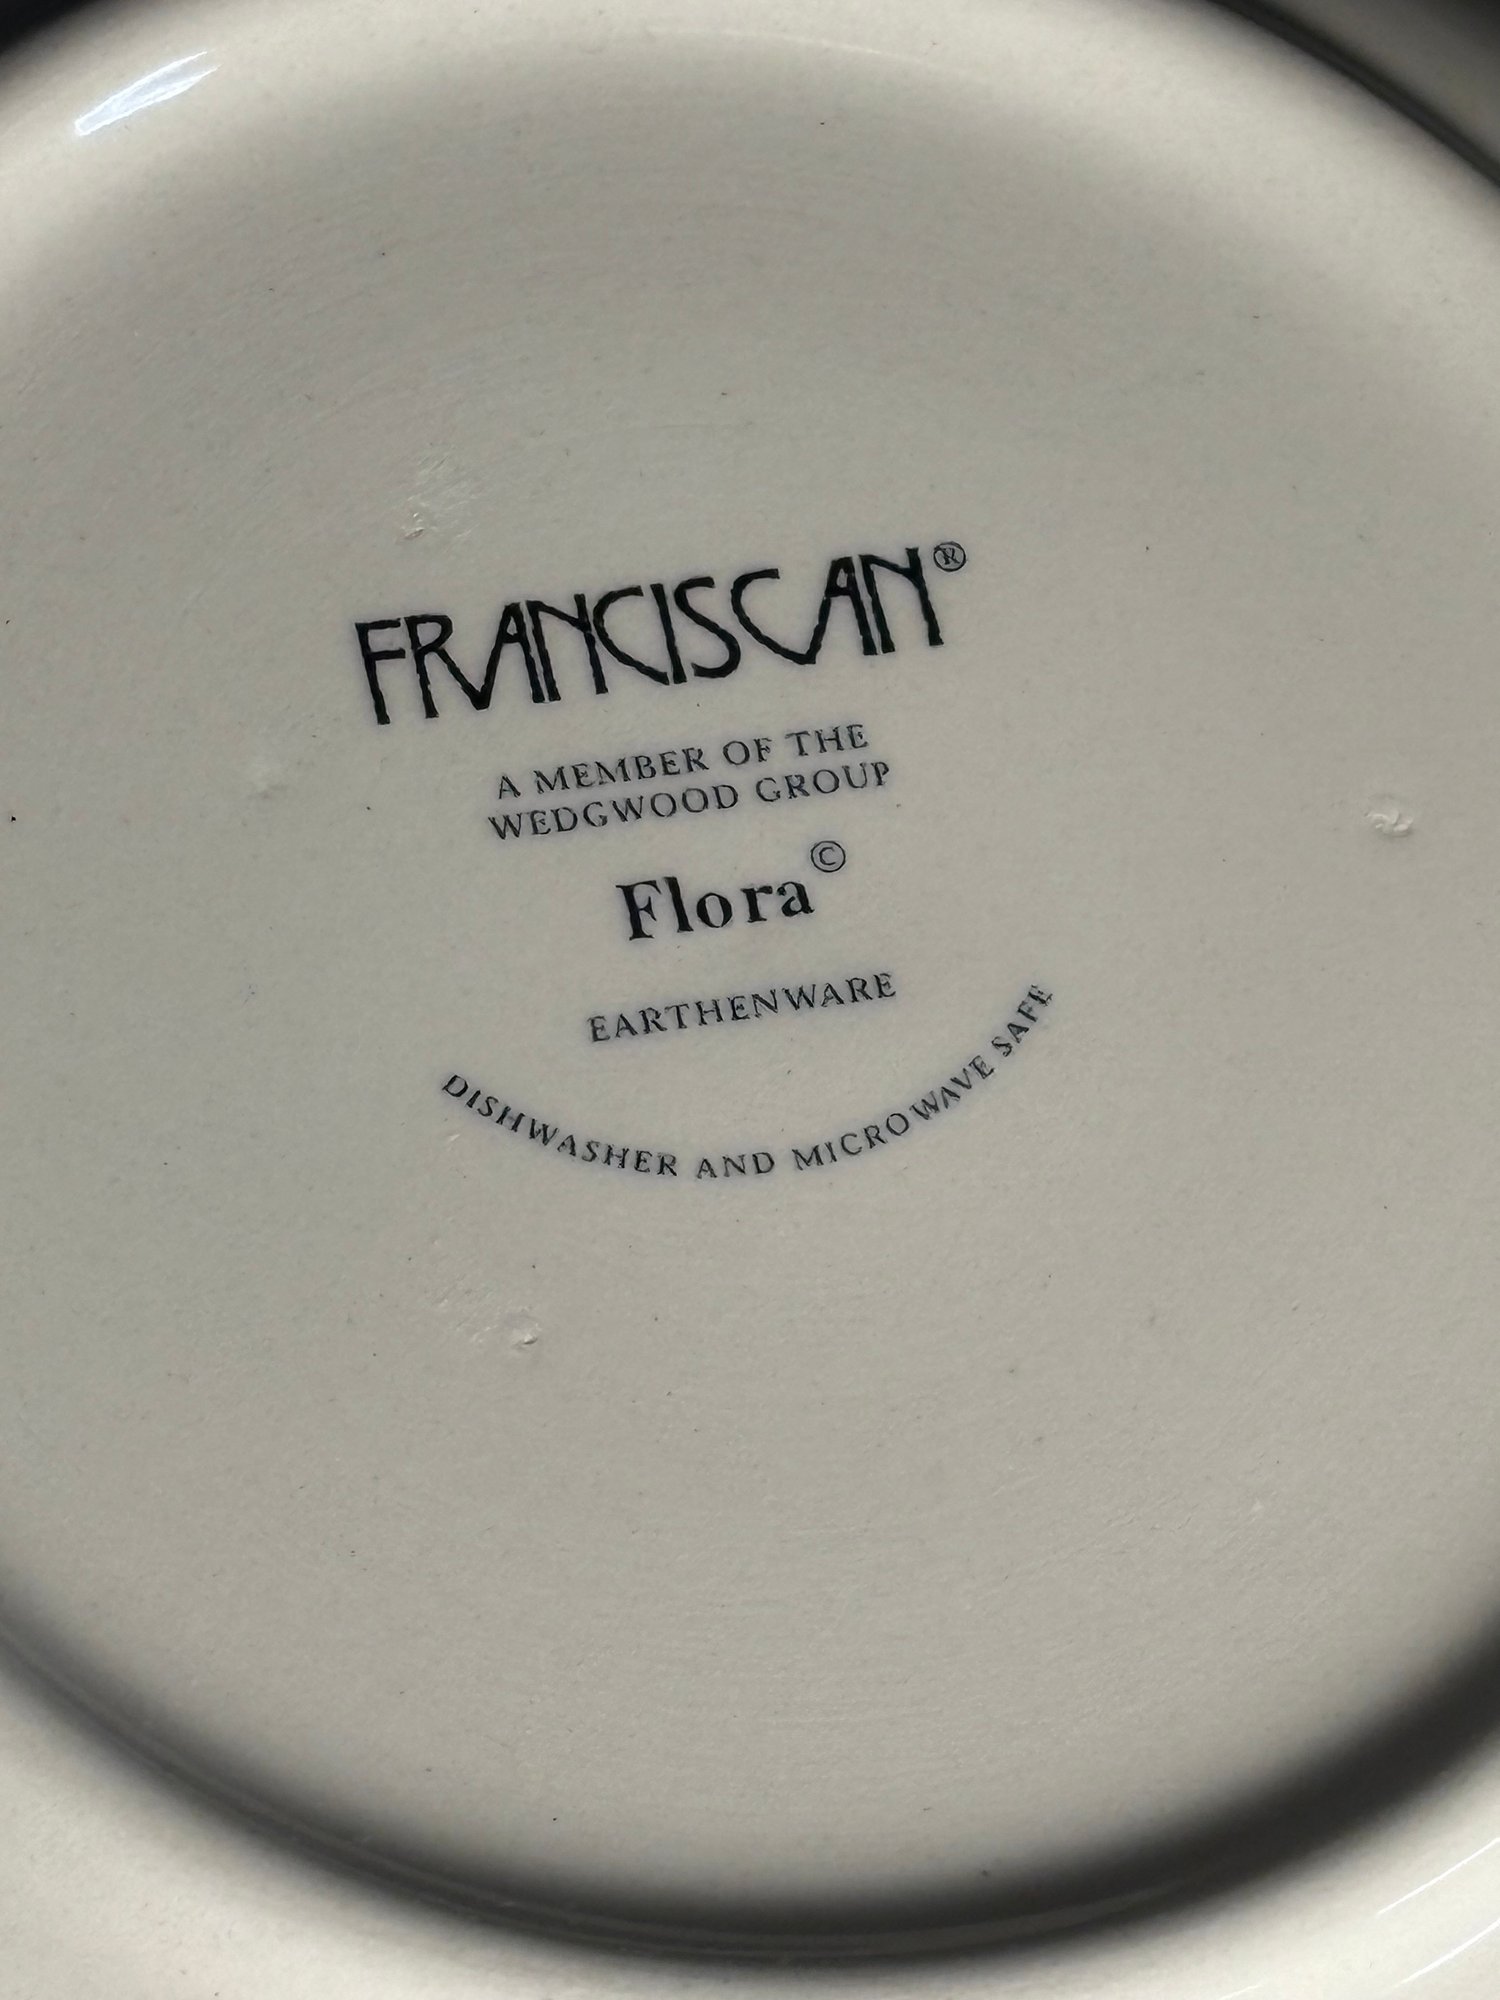 FRANCISCAN®
A MEMBER OF THE
WEDGWOOD GROUP
Flora©
EARTHENWARE
DISHWASHER AND MICROWAVE SAFE